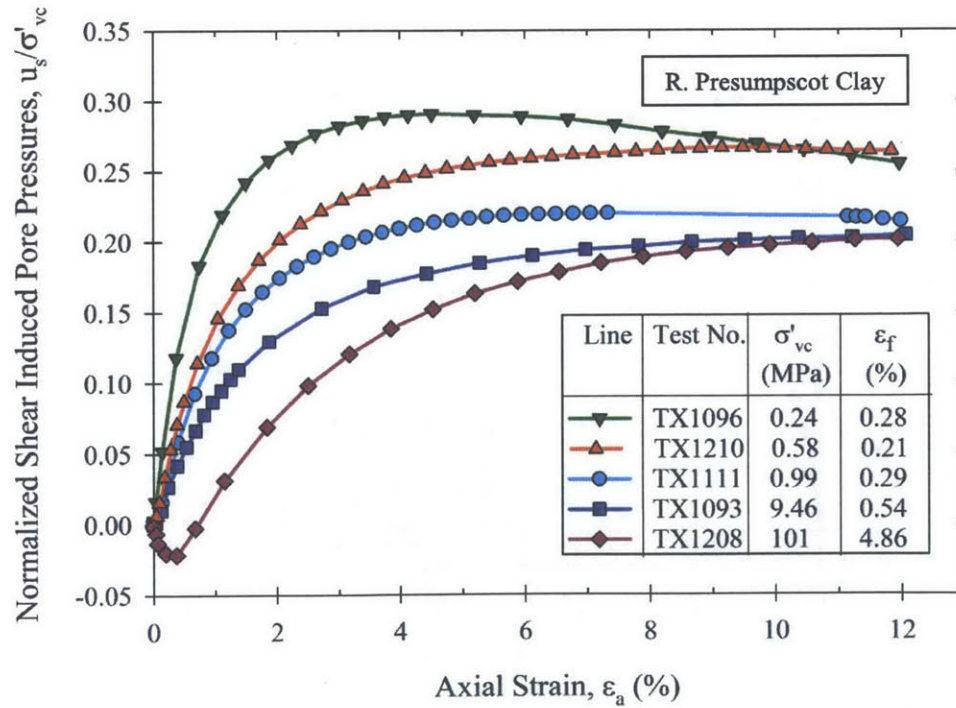 Normalized Shear Induced Pore Pressures, uₛ/σ'ᵥ꜀
0.35
0.30
0.25
0.20
0.15
0.10
0.05
0.00
-0.05
R. Presumpscot Clay
Line Test No. σ'ᵥ꜀ ε_f
(MPa) (%)
TX1096 0.24 0.28
TX1210 0.58 0.21
TX1111 0.99 0.29
TX1093 9.46 0.54
TX1208 101 4.86
0 2 4 6 8 10 12
Axial Strain, εₐ (%)